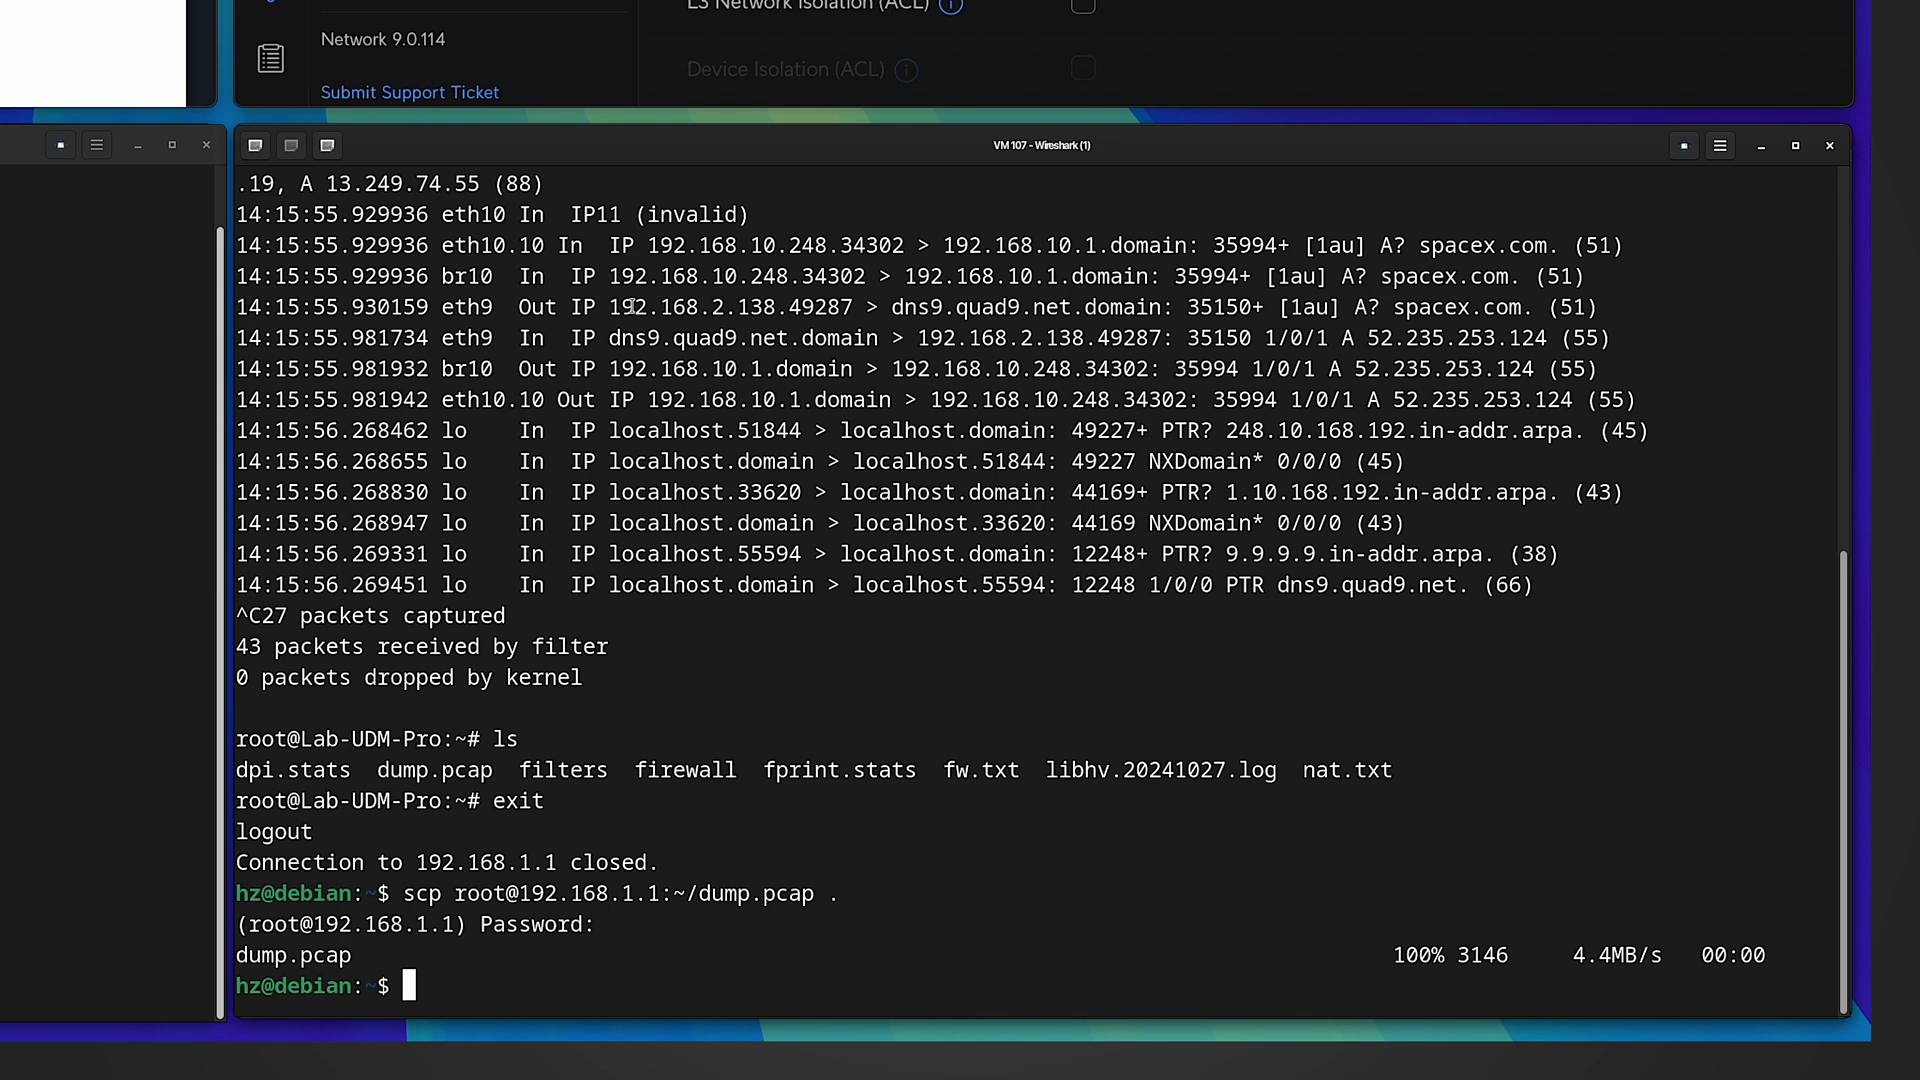 L3 Network Isolation (ACL)
Network 9.0.114
Device Isolation (ACL)
Submit Support Ticket
VM 107 - Wireshark (1)
.19, A 13.249.74.55 (88)
14:15:55.929936 eth10 In  IP11 (invalid)
14:15:55.929936 eth10.10 In  IP 192.168.10.248.34302 > 192.168.10.1.domain: 35994+ [1au] A? spacex.com. (51)
14:15:55.929936 br10  In  IP 192.168.10.248.34302 > 192.168.10.1.domain: 35994+ [1au] A? spacex.com. (51)
14:15:55.930159 eth9  Out IP 192.168.2.138.49287 > dns9.quad9.net.domain: 35150+ [1au] A? spacex.com. (51)
14:15:55.981734 eth9  In  IP dns9.quad9.net.domain > 192.168.2.138.49287: 35150 1/0/1 A 52.235.253.124 (55)
14:15:55.981932 br10  Out IP 192.168.10.1.domain > 192.168.10.248.34302: 35994 1/0/1 A 52.235.253.124 (55)
14:15:55.981942 eth10.10 Out IP 192.168.10.1.domain > 192.168.10.248.34302: 35994 1/0/1 A 52.235.253.124 (55)
14:15:56.268462 lo    In  IP localhost.51844 > localhost.domain: 49227+ PTR? 248.10.168.192.in-addr.arpa. (45)
14:15:56.268655 lo    In  IP localhost.domain > localhost.51844: 49227 NXDomain* 0/0/0 (45)
14:15:56.268830 lo    In  IP localhost.33620 > localhost.domain: 44169+ PTR? 1.10.168.192.in-addr.arpa. (43)
14:15:56.268947 lo    In  IP localhost.domain > localhost.33620: 44169 NXDomain* 0/0/0 (43)
14:15:56.269331 lo    In  IP localhost.55594 > localhost.domain: 12248+ PTR? 9.9.9.9.in-addr.arpa. (38)
14:15:56.269451 lo    In  IP localhost.domain > localhost.55594: 12248 1/0/0 PTR dns9.quad9.net. (66)
^C27 packets captured
43 packets received by filter
0 packets dropped by kernel
root@Lab-UDM-Pro:~# ls
dpi.stats  dump.pcap  filters  firewall  fprint.stats  fw.txt  libhv.20241027.log  nat.txt
root@Lab-UDM-Pro:~# exit
logout
Connection to 192.168.1.1 closed.
hz@debian:~$ scp root@192.168.1.1:~/dump.pcap .
(root@192.168.1.1) Password:
dump.pcap 100% 3146 4.4MB/s 00:00
hz@debian:~$